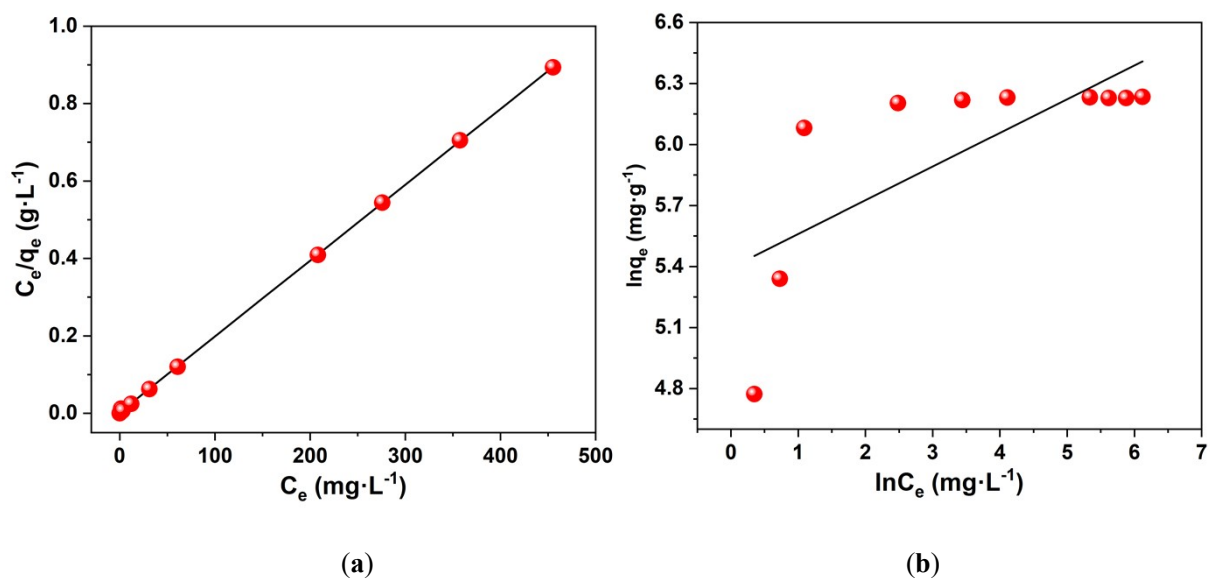 1.0
0.8
0.6
0.4
0.2
0.0
Cₑ/qₑ (g·L⁻¹)
0 100 200 300 400 500
Cₑ (mg·L⁻¹)
(a)
6.6
6.3
6.0
5.7
5.4
5.1
4.8
lnqₑ (mg·g⁻¹)
0 1 2 3 4 5 6 7
lnCₑ (mg·L⁻¹)
(b)